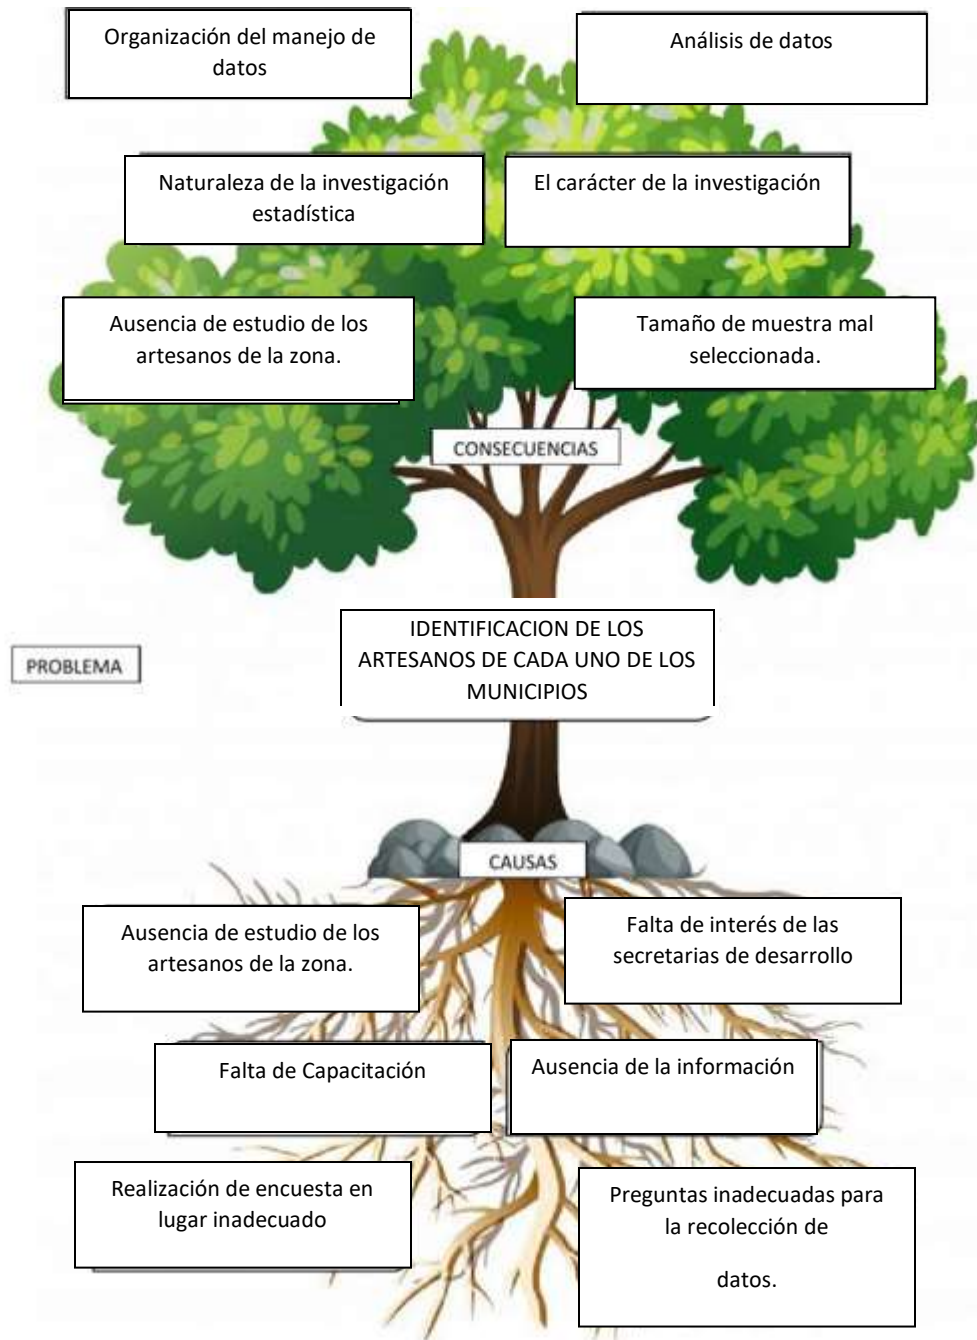 Organización del manejo de
datos
Análisis de datos
Naturaleza de la investigación
estadística
El carácter de la investigación
Ausencia de estudio de los
artesanos de la zona.
Tamaño de muestra mal
seleccionada.
CONSECUENCIAS
IDENTIFICACION DE LOS
ARTESANOS DE CADA UNO DE LOS
MUNICIPIOS
PROBLEMA
CAUSAS
Ausencia de estudio de los
artesanos de la zona.
Falta de interés de las
secretarias de desarrollo
Falta de Capacitación
Ausencia de la información
Realización de encuesta en
lugar inadecuado
Preguntas inadecuadas para
la recolección de
datos.